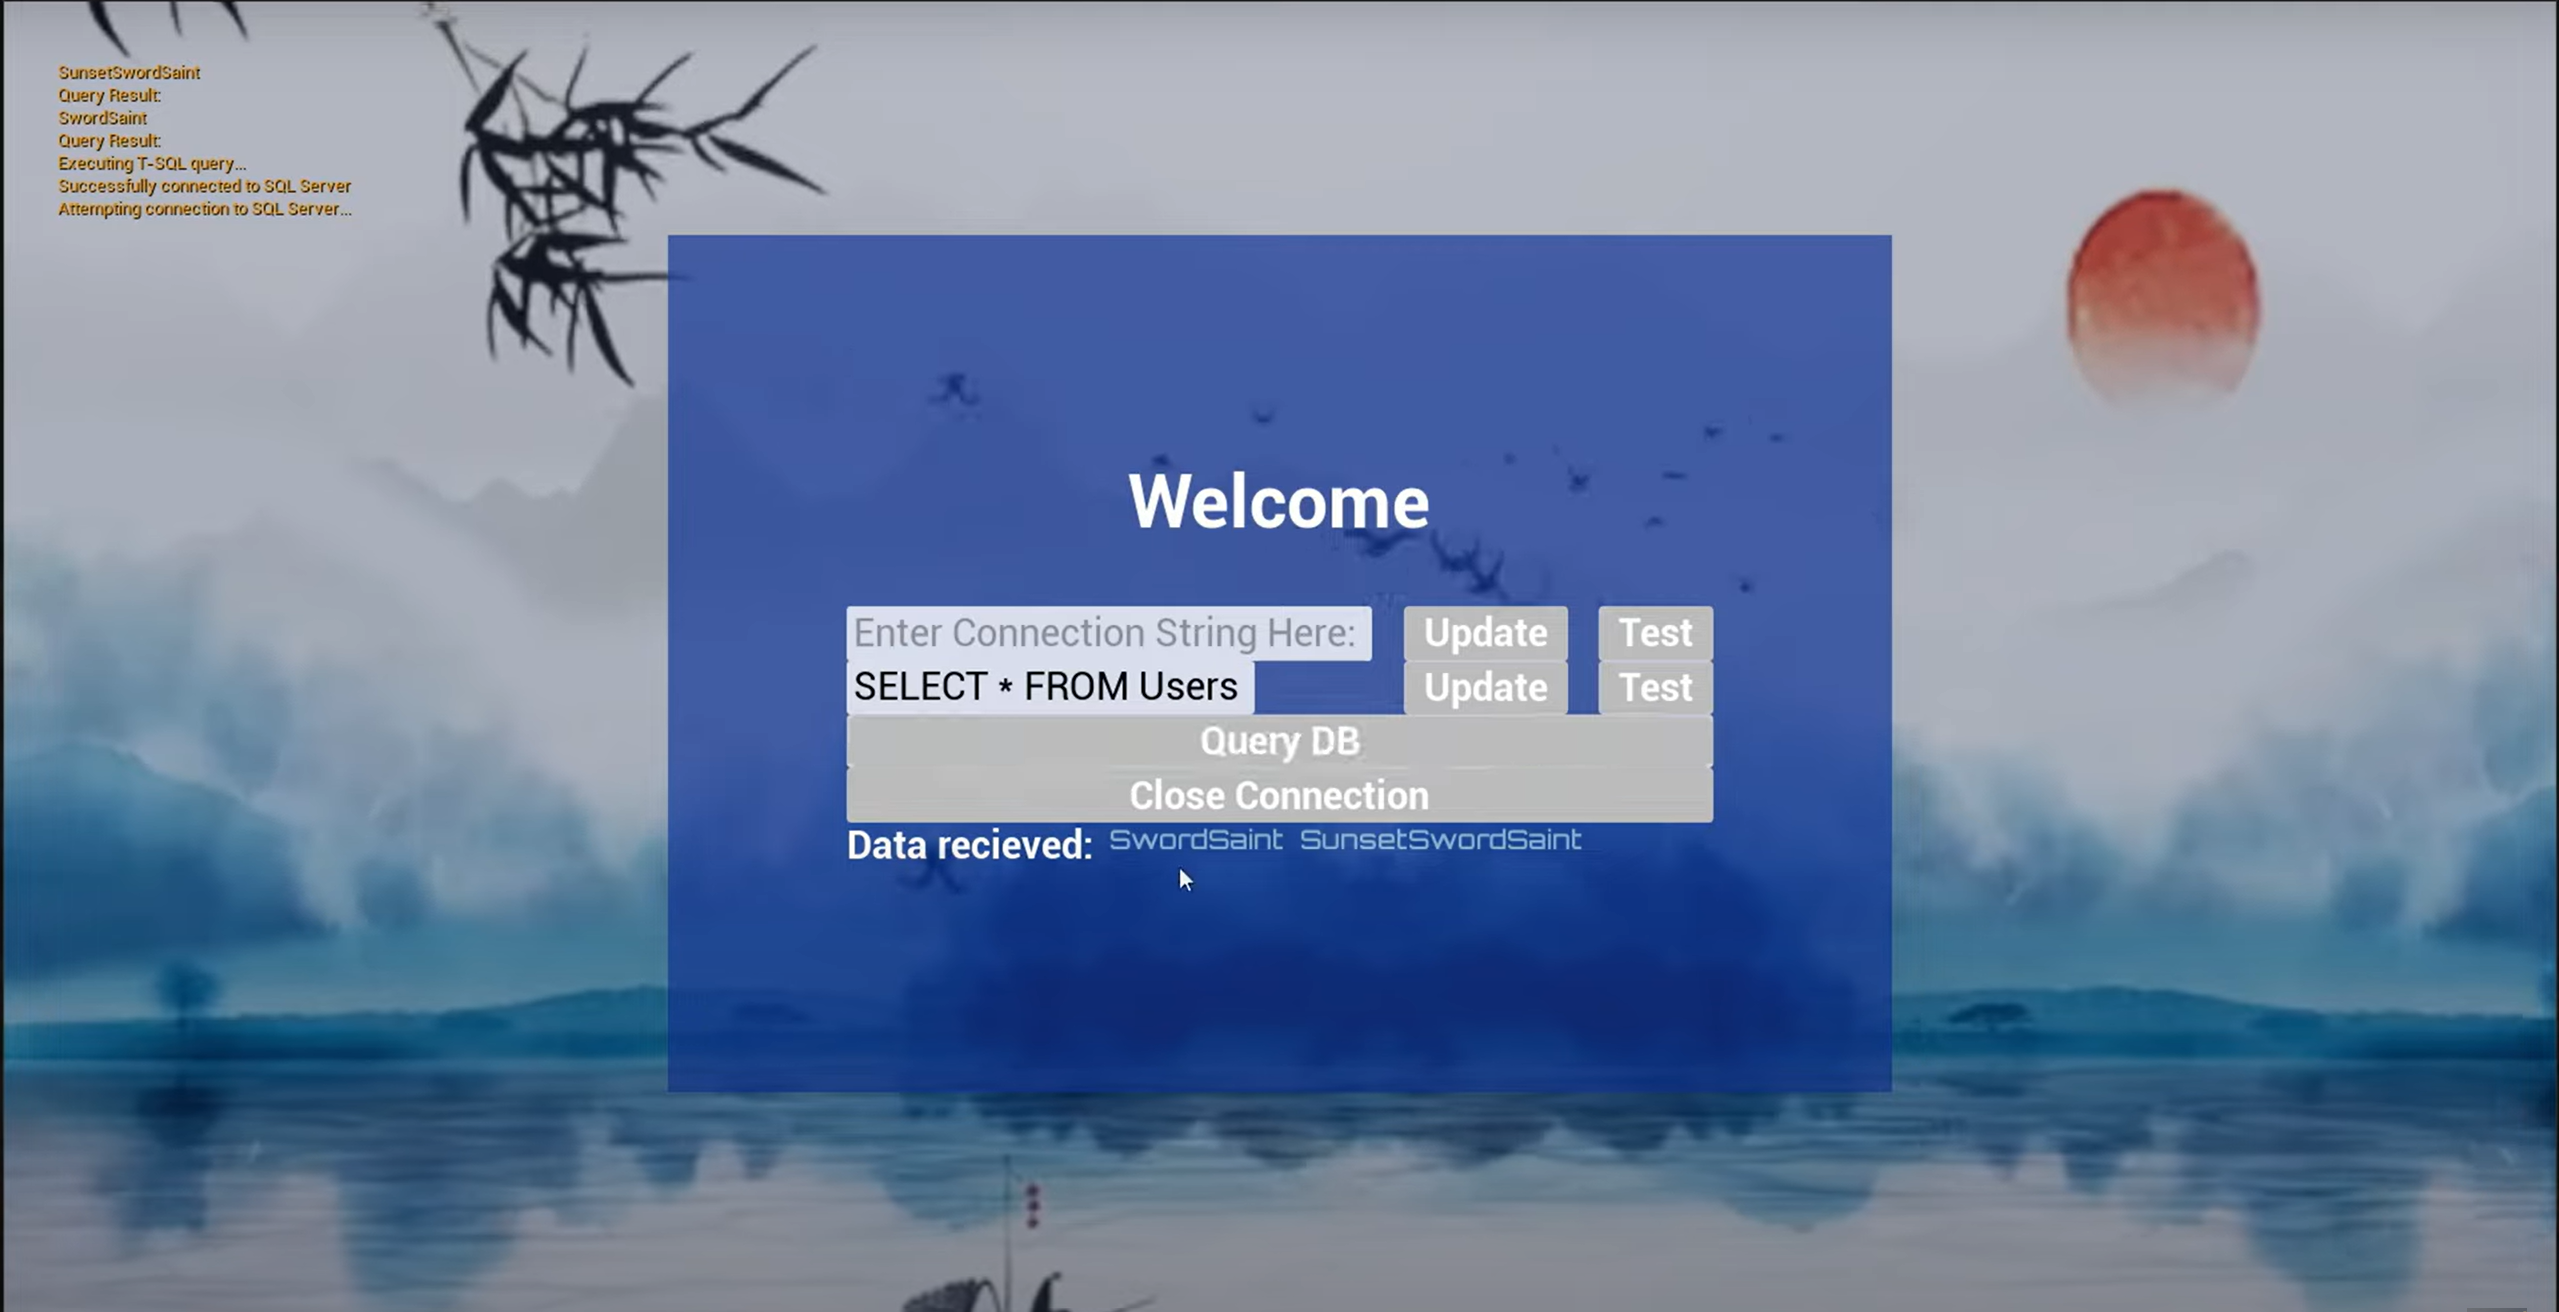 SunsetSwordSaint
Query Result:
SwordSaint
Query Result:
Executing T-SQL query...
Successfully connected to SQL Server
Attempting connection to SQL Server...
Welcome
Enter Connection String Here: Update Test
SELECT * FROM Users Update Test
Query DB
Close Connection
Data recieved: SwordSaint SunsetSwordSaint